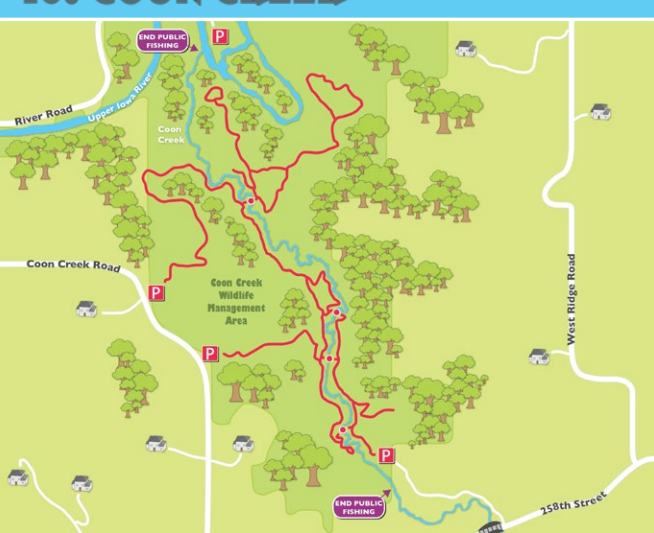 END PUBLIC
FISHING
P
River Road
Upper Iowa River
Coon
Creek
Coon Creek Road
P
Coon Creek
Wildlife
Management
Area
West Ridge Road
P
P
END PUBLIC
FISHING
258th Street